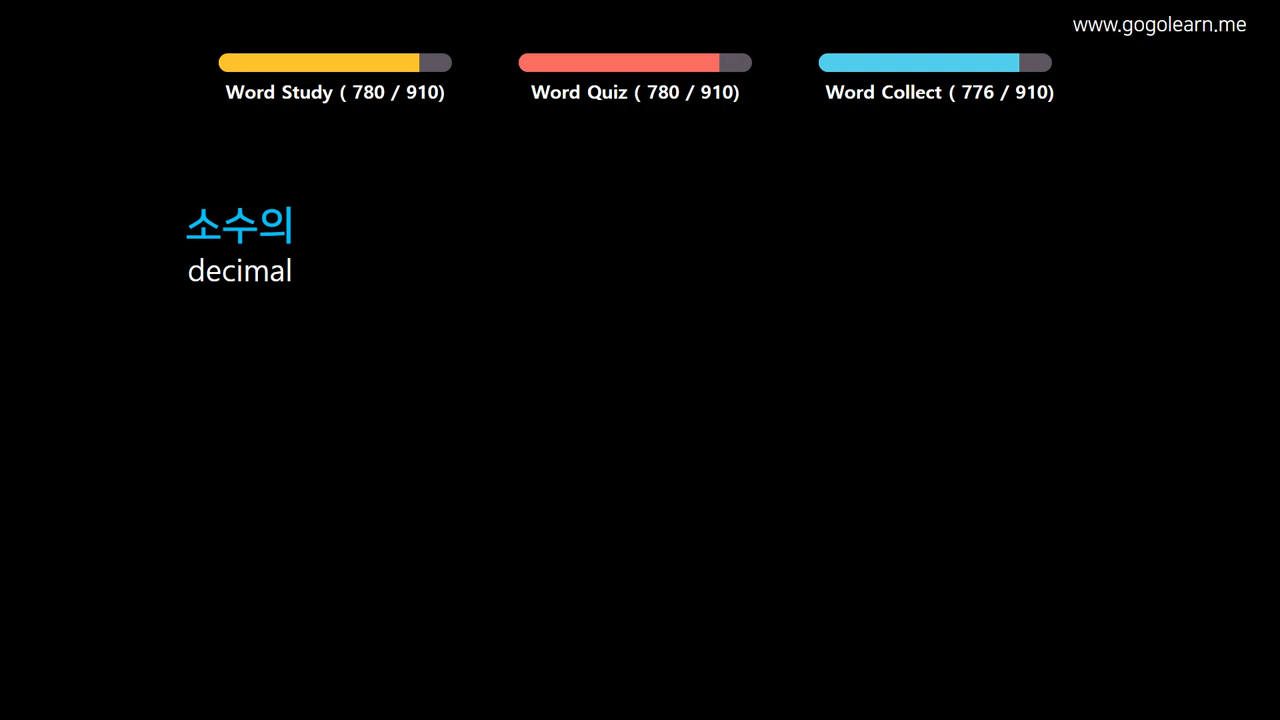 www.gogolearn.me
Word Study ( 780 / 910)
Word Quiz ( 780 / 910)
Word Collect ( 776 / 910)
소수의
decimal